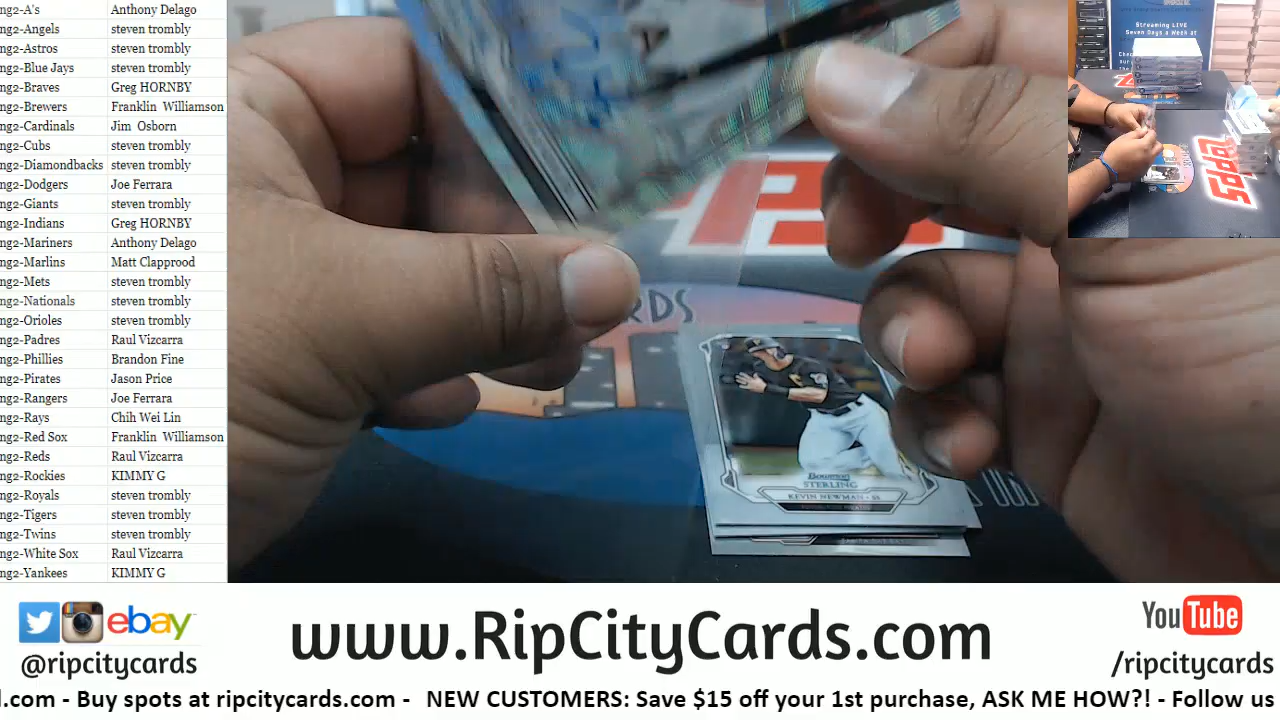 ng2-A's Anthony Delago
ng2-Angels steven trombly
ng2-Astros steven trombly
ng2-Blue Jays steven trombly
ng2-Braves Greg HORNBY
ng2-Brewers Franklin Williamson
ng2-Cardinals Jim Osborn
ng2-Cubs steven trombly
ng2-Diamondbacks steven trombly
ng2-Dodgers Joe Ferrara
ng2-Giants steven trombly
ng2-Indians Greg HORNBY
ng2-Mariners Anthony Delago
ng2-Marlins Matt Clapprood
ng2-Mets steven trombly
ng2-Nationals steven trombly
ng2-Orioles steven trombly
ng2-Padres Raul Vizcarra
ng2-Phillies Brandon Fine
ng2-Pirates Jason Price
ng2-Rangers Joe Ferrara
ng2-Rays Chih Wei Lin
ng2-Red Sox Franklin Williamson
ng2-Reds Raul Vizcarra
ng2-Rockies KIMMY G
ng2-Royals steven trombly
ng2-Tigers steven trombly
ng2-Twins steven trombly
ng2-White Sox Raul Vizcarra
ng2-Yankees KIMMY G
Streaming LIVE
Seven Days a Week at
topps
RDS
Bowman
STERLING
KEVIN NEWMAN • SS
ebay
@ripcitycards
www.RipCityCards.com
YouTube
/ripcitycards
l.com - Buy spots at ripcitycards.com - NEW CUSTOMERS: Save $15 off your 1st purchase, ASK ME HOW?! - Follow us